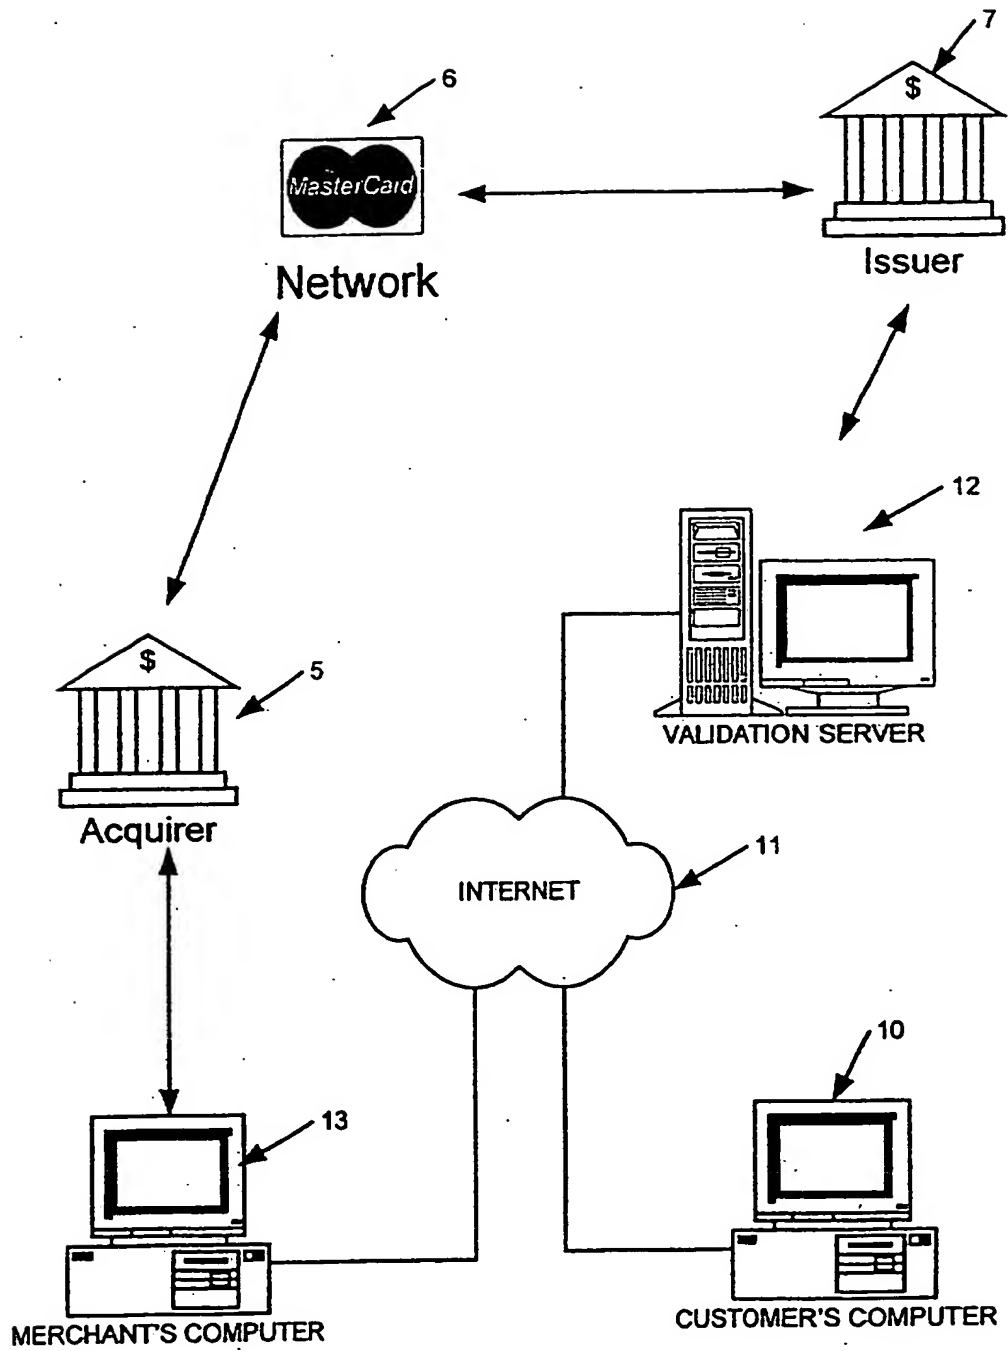 7
$
6
MasterCard
Network
Issuer
12
VALIDATION SERVER
$
5
Acquirer
11
INTERNET
10
13
MERCHANT'S COMPUTER
CUSTOMER'S COMPUTER